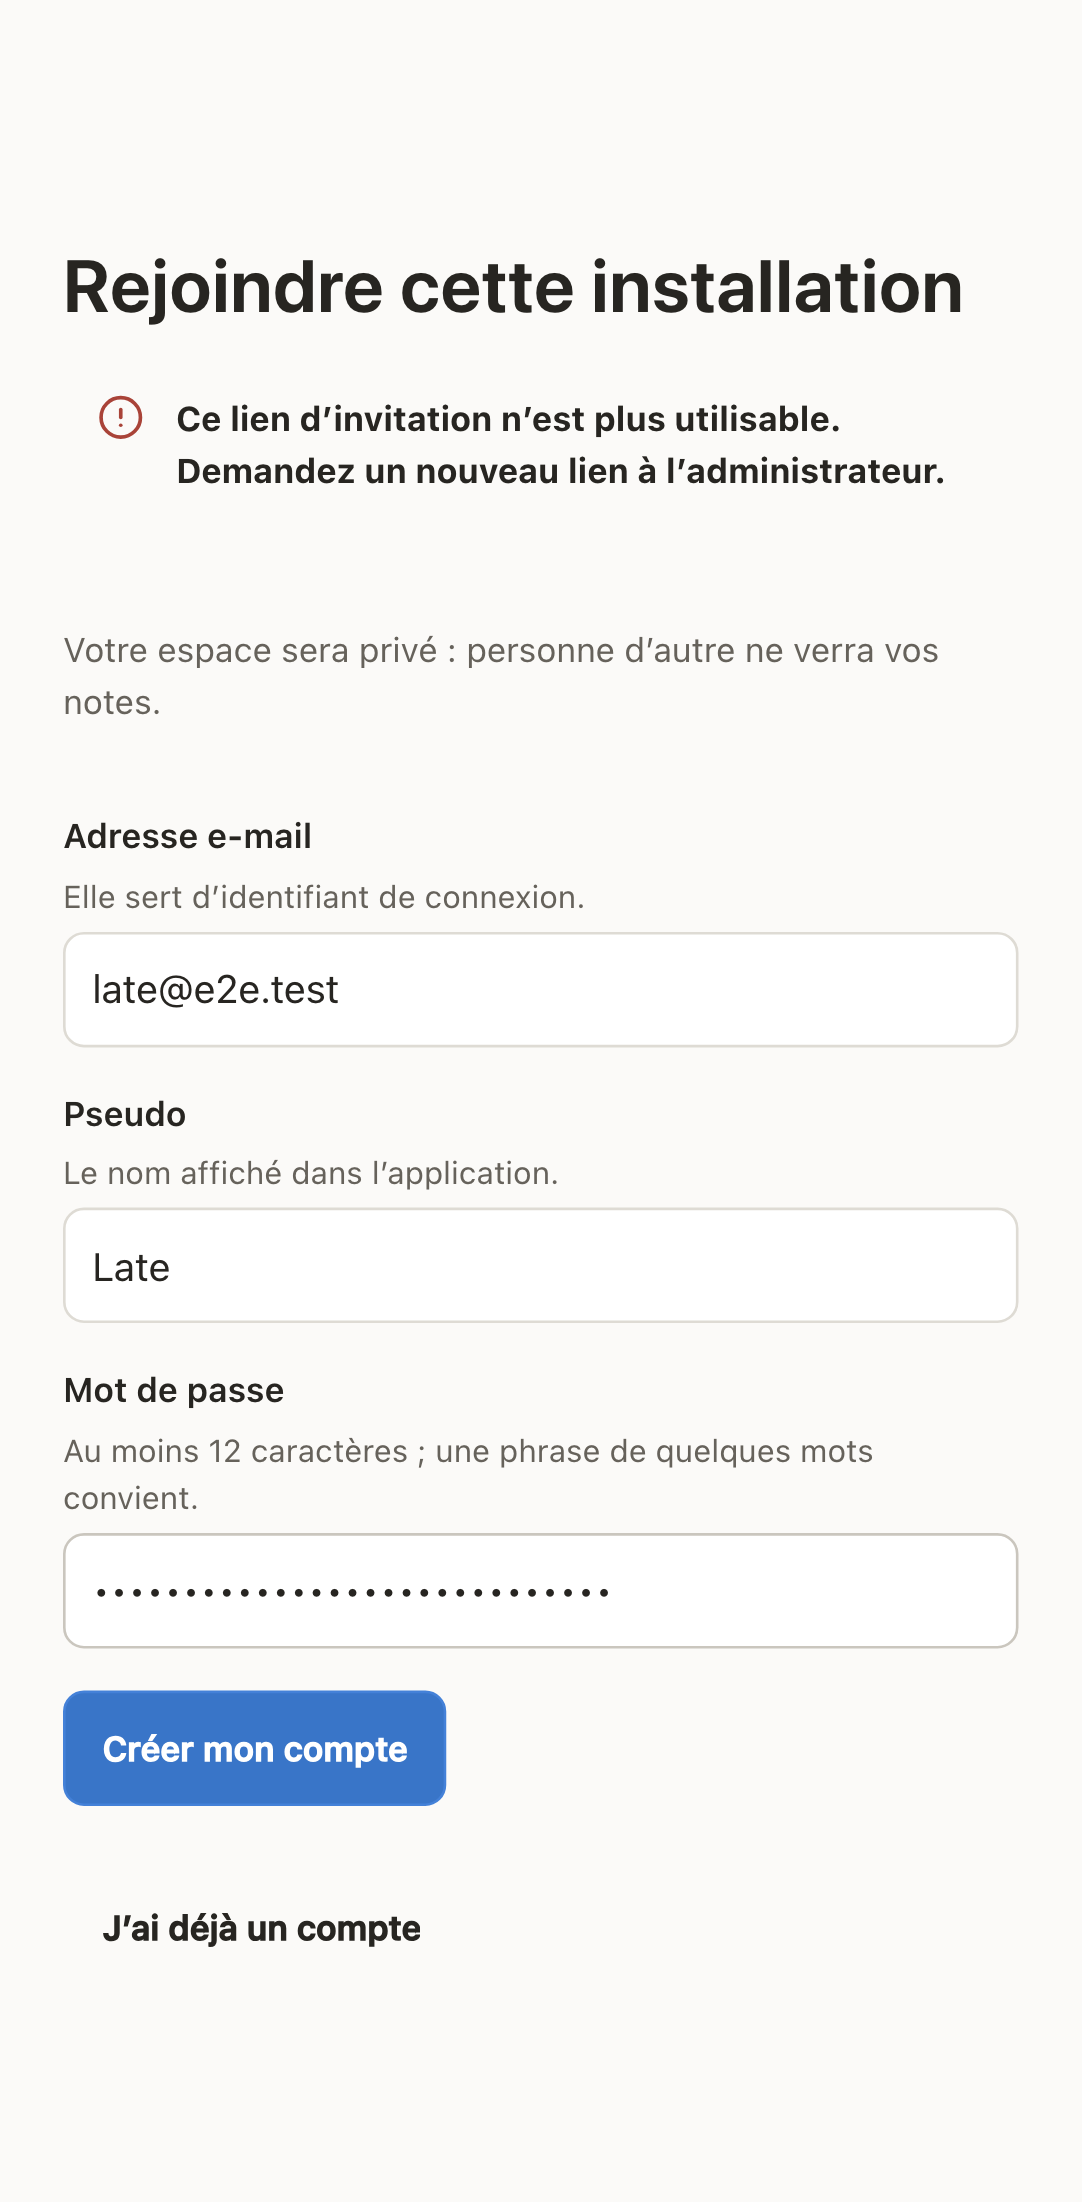 Rejoindre cette installation
Ce lien d’invitation n’est plus utilisable.
Demandez un nouveau lien à l’administrateur.
Votre espace sera privé : personne d’autre ne verra vos
notes.
Adresse e-mail
Elle sert d’identifiant de connexion.
late@e2e.test
Pseudo
Le nom affiché dans l’application.
Late
Mot de passe
Au moins 12 caractères ; une phrase de quelques mots
convient.
•••••••••••••••••••••••••••••
Créer mon compte
J’ai déjà un compte